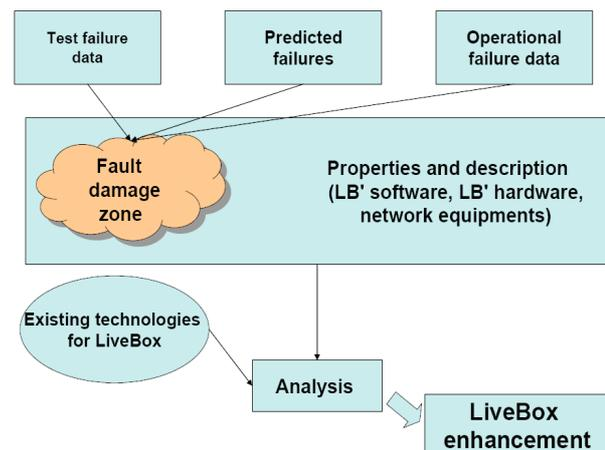 Test failure
data
Predicted
failures
Operational
failure data
Fault
damage
zone
Properties and description
(LB' software, LB' hardware,
network equipments)
Existing technologies
for LiveBox
Analysis
LiveBox
enhancement